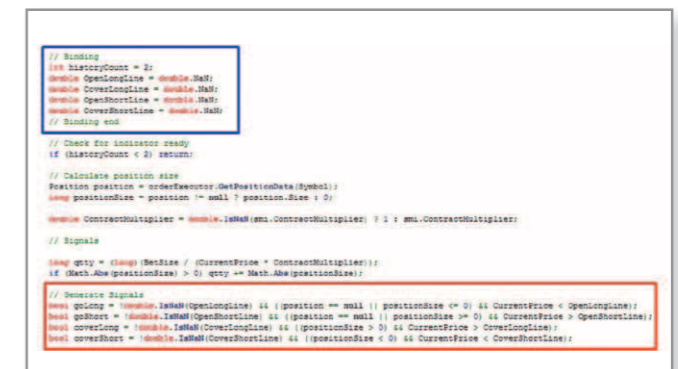 // Binding
int historyCount = 2;
double OpenLongLine = double.NaN;
double CoverLongLine = double.NaN;
double OpenShortLine = double.NaN;
double CoverShortLine = double.NaN;
// Binding end
// Check for indicator ready
if (historyCount < 2) return;
// Calculate position size
Position position = orderExecutor.GetPositionData(Symbol);
long positionSize = position != null ? position.Size : 0;
double ContractMultiplier = double.IsNaN(smi.ContractMultiplier) ? 1 : smi.ContractMultiplier;
// Signals
long qtty = (long)(BetSize / (CurrentPrice * ContractMultiplier));
if (Math.Abs(positionSize) > 0) qtty += Math.Abs(positionSize);
// Generate Signals
bool goLong = !double.IsNaN(OpenLongLine) && ((position == null || positionSize <= 0) && CurrentPrice < OpenLongLine);
bool goShort = !double.IsNaN(OpenShortLine) && ((position == null || positionSize >= 0) && CurrentPrice > OpenShortLine);
bool coverLong = !double.IsNaN(CoverLongLine) && ((positionSize > 0) && CurrentPrice > CoverLongLine);
bool coverShort = !double.IsNaN(CoverShortLine) && ((positionSize < 0) && CurrentPrice < CoverShortLine);